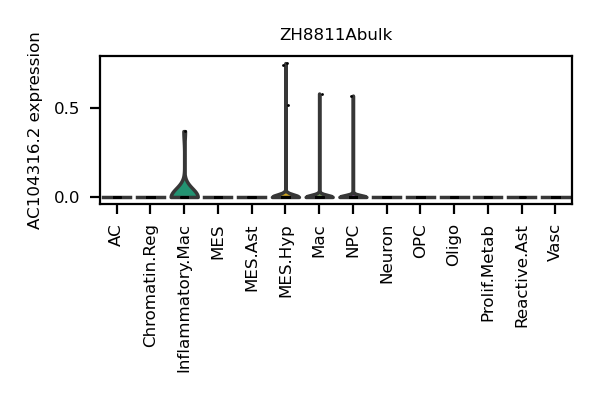 ZH8811Abulk
AC104316.2 expression
0.5
0.0
AC
Chromatin.Reg
Inflammatory.Mac
MES
MES.Ast
MES.Hyp
Mac
NPC
Neuron
OPC
Oligo
Prolif.Metab
Reactive.Ast
Vasc